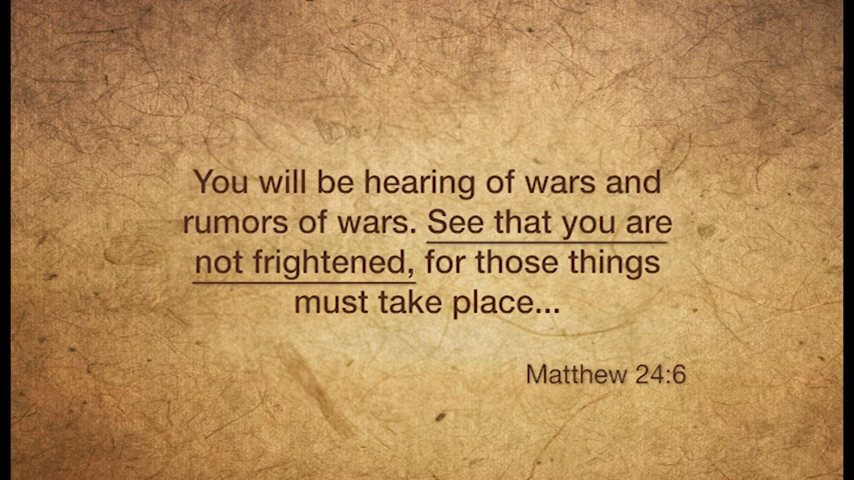 You will be hearing of wars and
rumors of wars. See that you are
not frightened, for those things
must take place...
Matthew 24:6